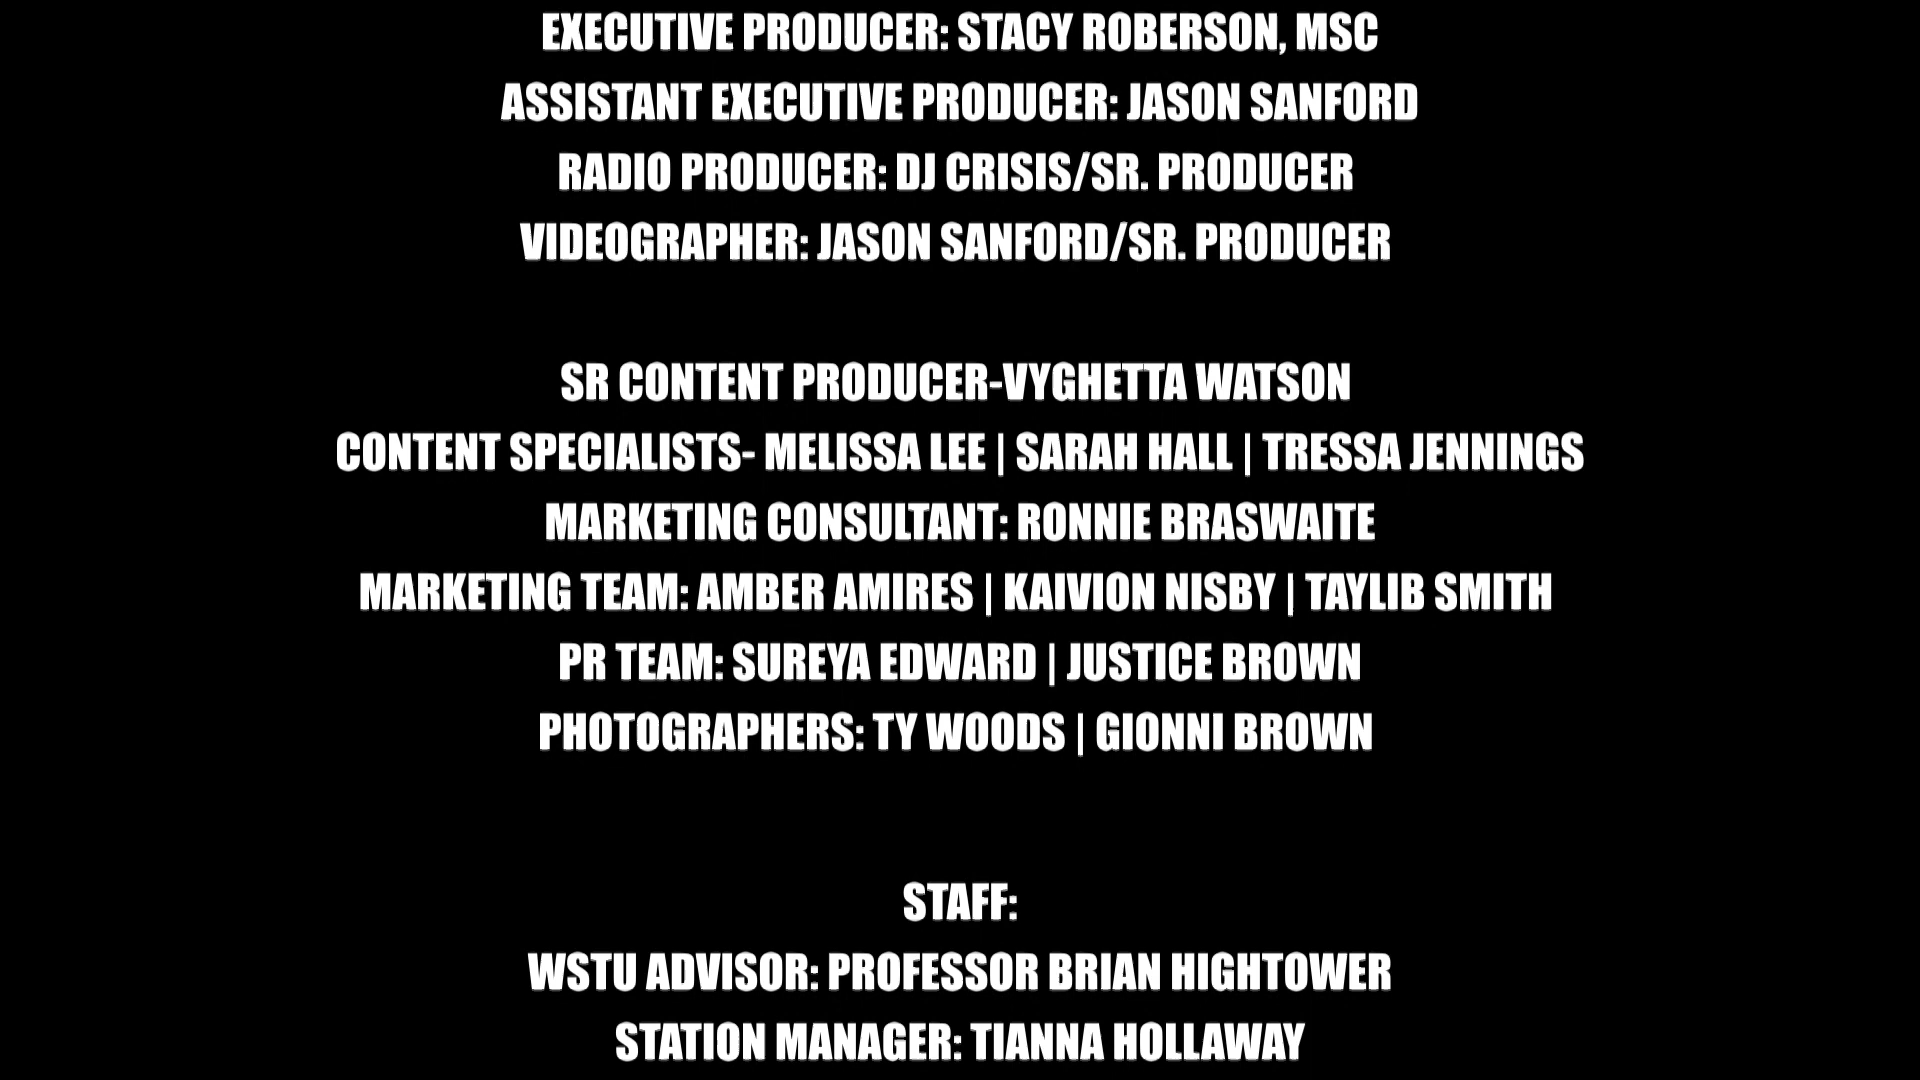 EXECUTIVE PRODUCER: STACY ROBERSON, MSC
ASSISTANT EXECUTIVE PRODUCER: JASON SANFORD
RADIO PRODUCER: DJ CRISIS/SR. PRODUCER
VIDEOGRAPHER: JASON SANFORD/SR. PRODUCER
SR CONTENT PRODUCER-VYGHETTA WATSON
CONTENT SPECIALISTS- MELISSA LEE | SARAH HALL | TRESSA JENNINGS
MARKETING CONSULTANT: RONNIE BRASWAITE
MARKETING TEAM: AMBER AMIRES | KAIVION NISBY | TAYLIB SMITH
PR TEAM: SUREYA EDWARD | JUSTICE BROWN
PHOTOGRAPHERS: TY WOODS | GIONNI BROWN
STAFF:
WSTU ADVISOR: PROFESSOR BRIAN HIGHTOWER
STATION MANAGER: TIANNA HOLLAWAY